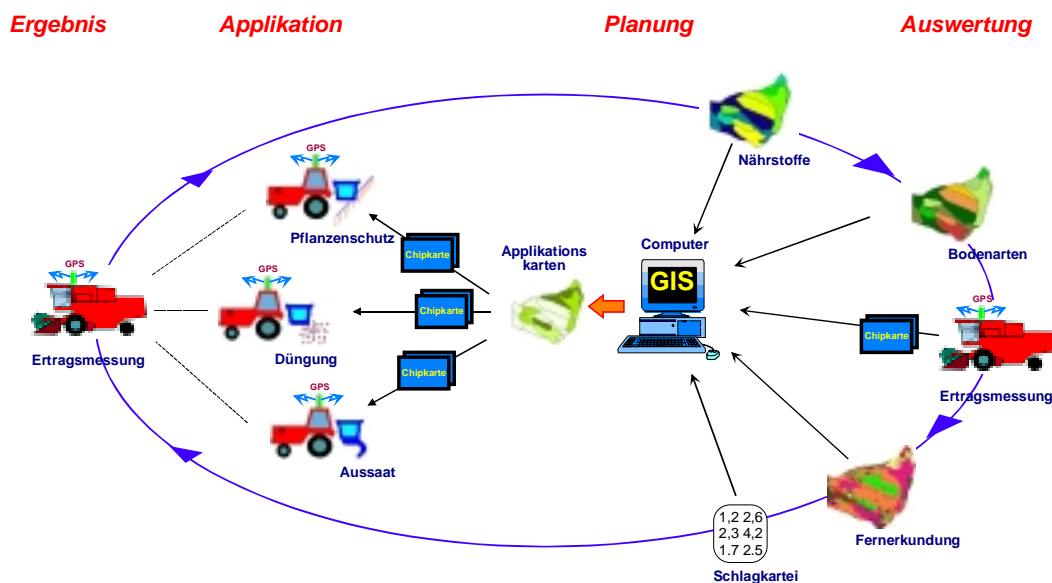 Ergebnis
Applikation
Planung
Auswertung
GPS
Pflanzenschutz
Nährstoffe
Computer
GIS
Applikations
karten
Chipkarte
Bodenarten
GPS
Ertragsmessung
GPS
Düngung
Chipkarte
Chipkarte
GPS
Ertragsmessung
Chipkarte
GPS
Aussaat
1,2 2,6
2,3 4,2
1.7 2.5
Schlagkartei
Fernerkundung